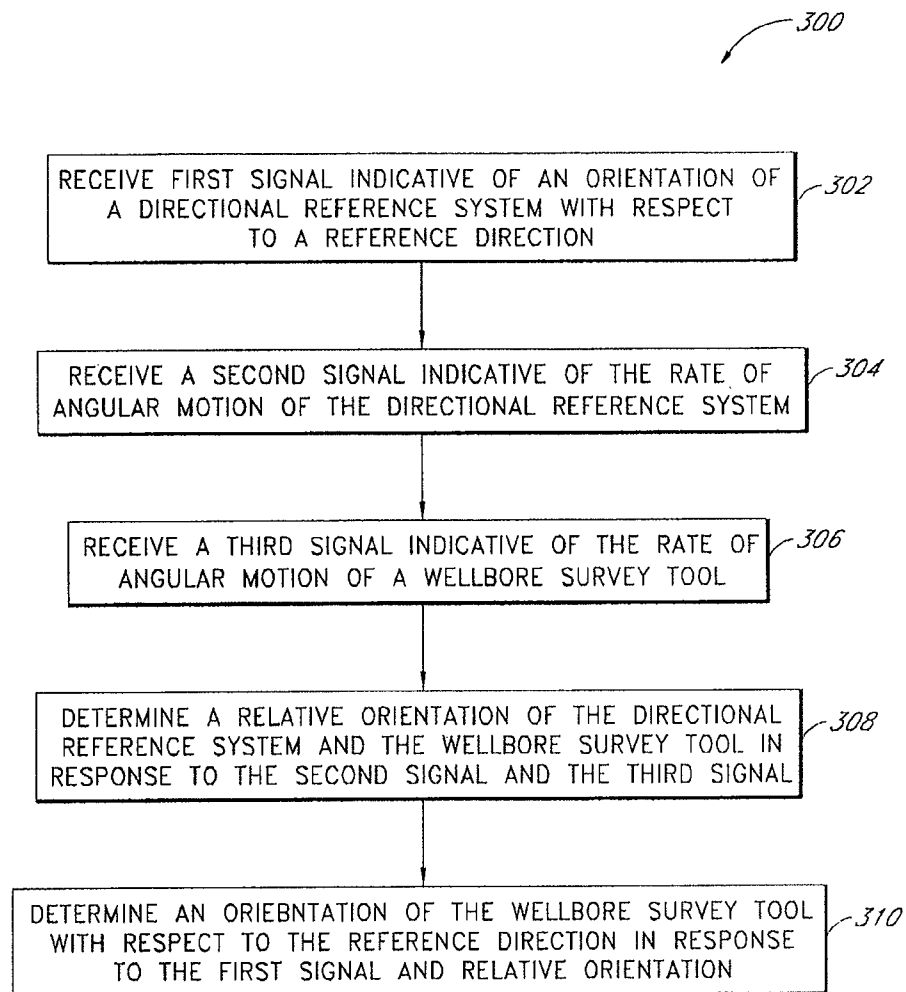 300
RECEIVE FIRST SIGNAL INDICATIVE OF AN ORIENTATION OF
A DIRECTIONAL REFERENCE SYSTEM WITH RESPECT
TO A REFERENCE DIRECTION
302
RECEIVE A SECOND SIGNAL INDICATIVE OF THE RATE OF
ANGULAR MOTION OF THE DIRECTIONAL REFERENCE SYSTEM
304
RECEIVE A THIRD SIGNAL INDICATIVE OF THE RATE OF
ANGULAR MOTION OF A WELLBORE SURVEY TOOL
306
DETERMINE A RELATIVE ORIENTATION OF THE DIRECTIONAL
REFERENCE SYSTEM AND THE WELLBORE SURVEY TOOL IN
RESPONSE TO THE SECOND SIGNAL AND THE THIRD SIGNAL
308
DETERMINE AN ORIEBNTATION OF THE WELLBORE SURVEY TOOL
WITH RESPECT TO THE REFERENCE DIRECTION IN RESPONSE
TO THE FIRST SIGNAL AND RELATIVE ORIENTATION
310